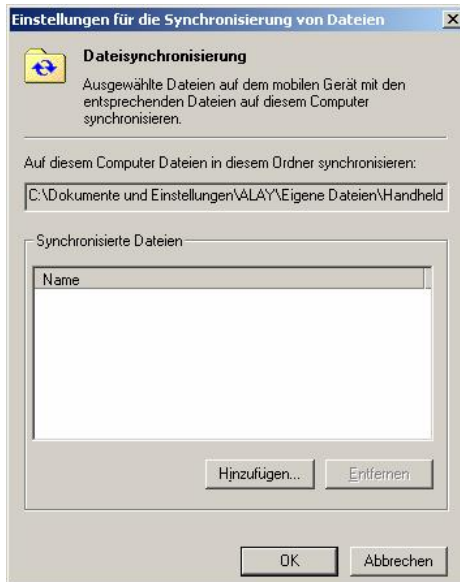 Einstellungen für die Synchronisierung von Dateien
Dateisynchronisierung
Ausgewählte Dateien auf dem mobilen Gerät mit den
entsprechenden Dateien auf diesem Computer
synchronisieren.
Auf diesem Computer Dateien in diesem Ordner synchronisieren:
C:\Dokumente und Einstellungen\ALAY\Eigene Dateien\Handheld
Synchronisierte Dateien
Name
Hinzufügen...
Entfernen
OK
Abbrechen